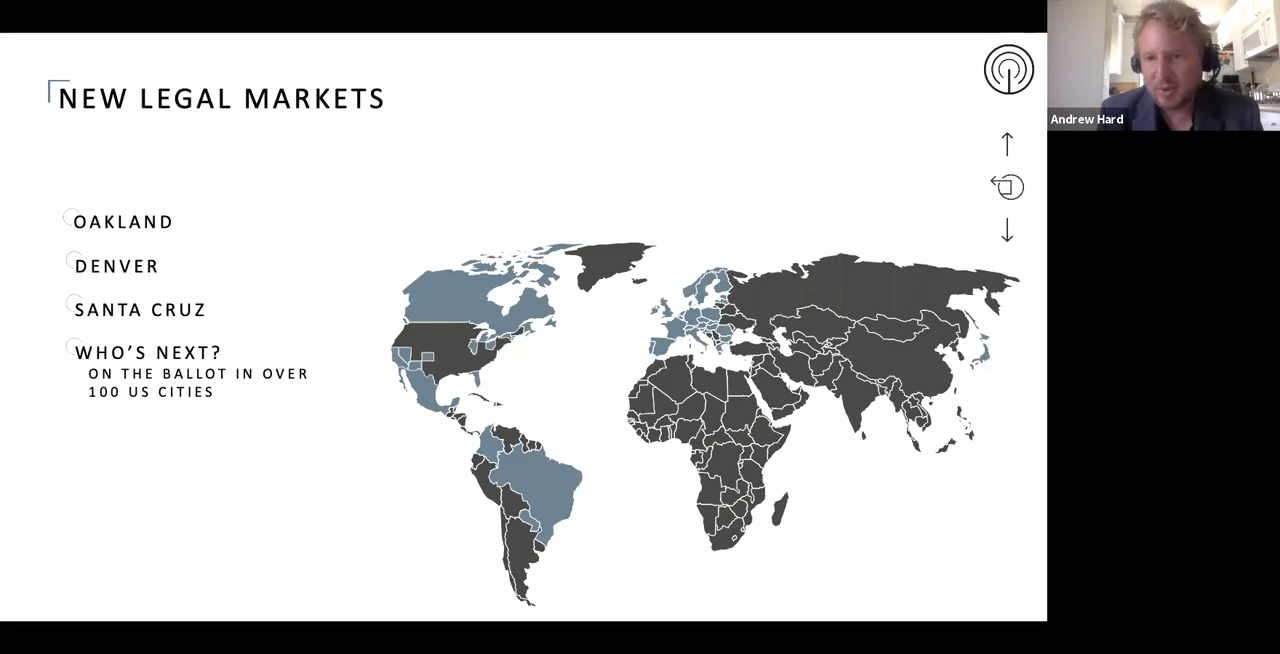 NEW LEGAL MARKETS
OAKLAND
DENVER
SANTA CRUZ
WHO'S NEXT?
ON THE BALLOT IN OVER
100 US CITIES
Andrew Hard